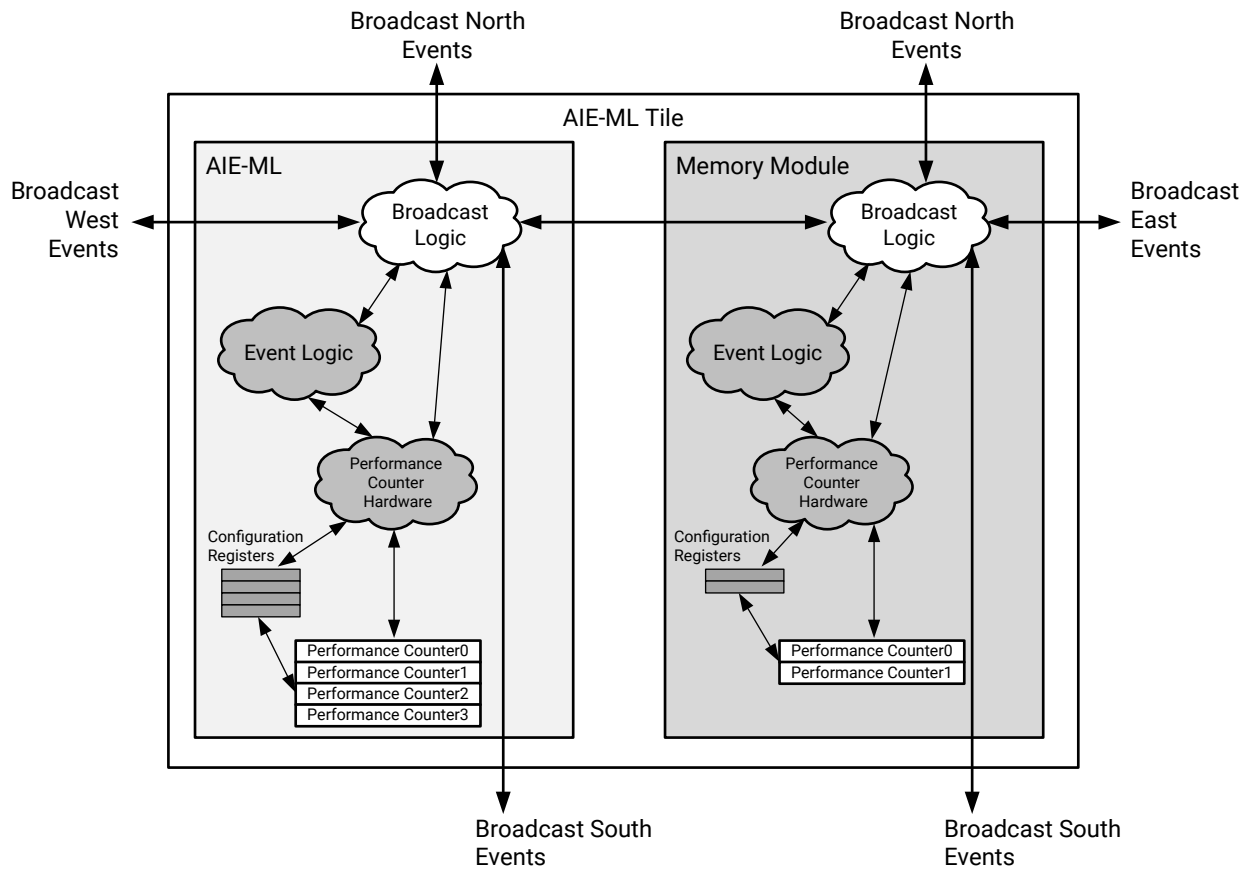 Broadcast North
Events
Broadcast North
Events
AIE-ML Tile
AIE-ML
Memory Module
Broadcast
West
Events
Broadcast
Logic
Broadcast
Logic
Broadcast
East
Events
Event Logic
Event Logic
Performance
Counter
Hardware
Performance
Counter
Hardware
Configuration
Registers
Configuration
Registers
Performance Counter0
Performance Counter1
Performance Counter2
Performance Counter3
Performance Counter0
Performance Counter1
Broadcast South
Events
Broadcast South
Events